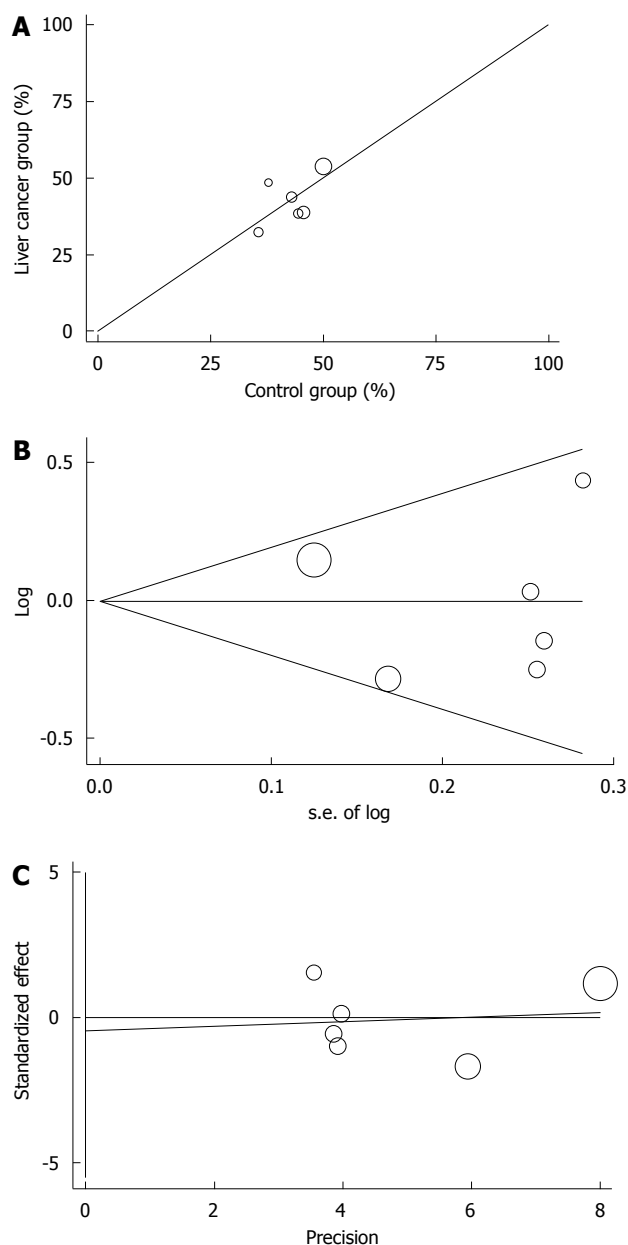 A
100
75
50
25
0
Liver cancer group (%)
0 25 50 75 100
Control group (%)
B
0.5
0.0
-0.5
Log
0.0 0.1 0.2 0.3
s.e. of log
C
5
0
-5
Standardized effect
0 2 4 6 8
Precision